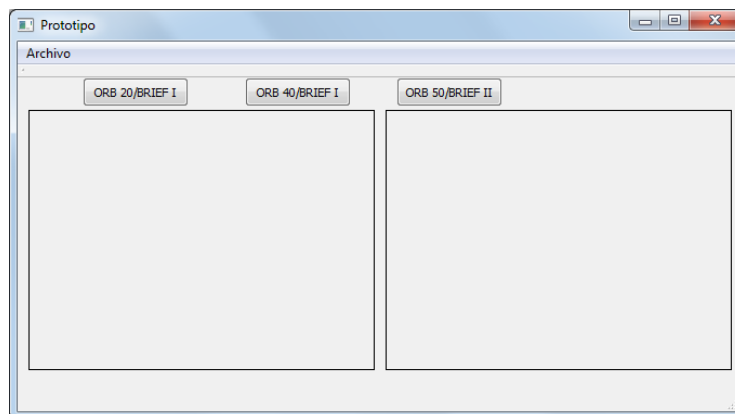 Prototipo
Archivo
ORB 20/BRIEF I
ORB 40/BRIEF I
ORB 50/BRIEF II